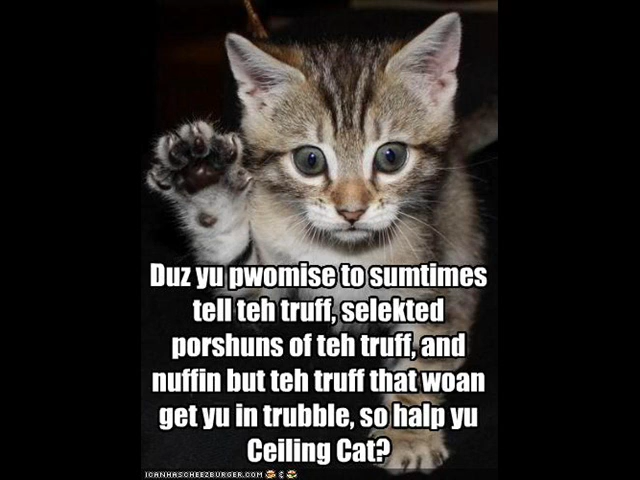 Duz yu pwomise to sumtimes
tell teh truff, selekted
porshuns of teh truff, and
nuffin but teh truff that woan
get yu in trubble, so halp yu
Ceiling Cat?
ICANHASCHEEZBURGER.COM